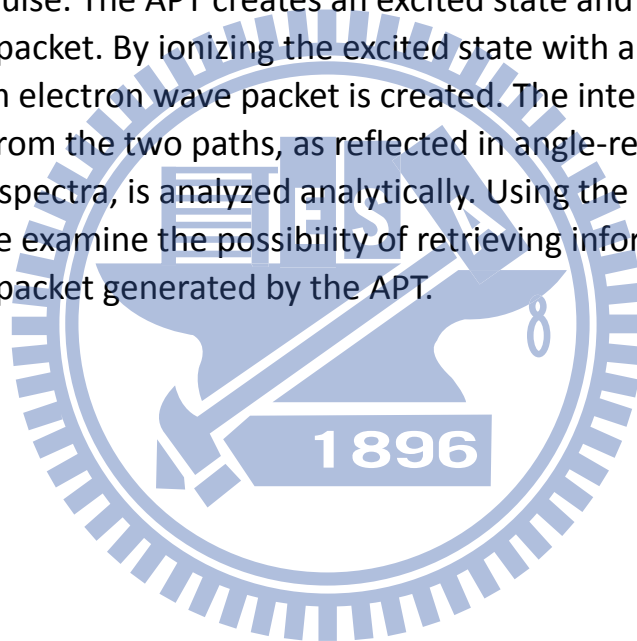 uise. The APT creates an excited state and
packet. By ionizing the excited state with a
n electron wave packet is created. The inte
rom the two paths, as reflected in angle-re
spectra, is analyzed analytically. Using the
e examine the possibility of retrieving infor
packet generated by the APT.
E S A
8
1896